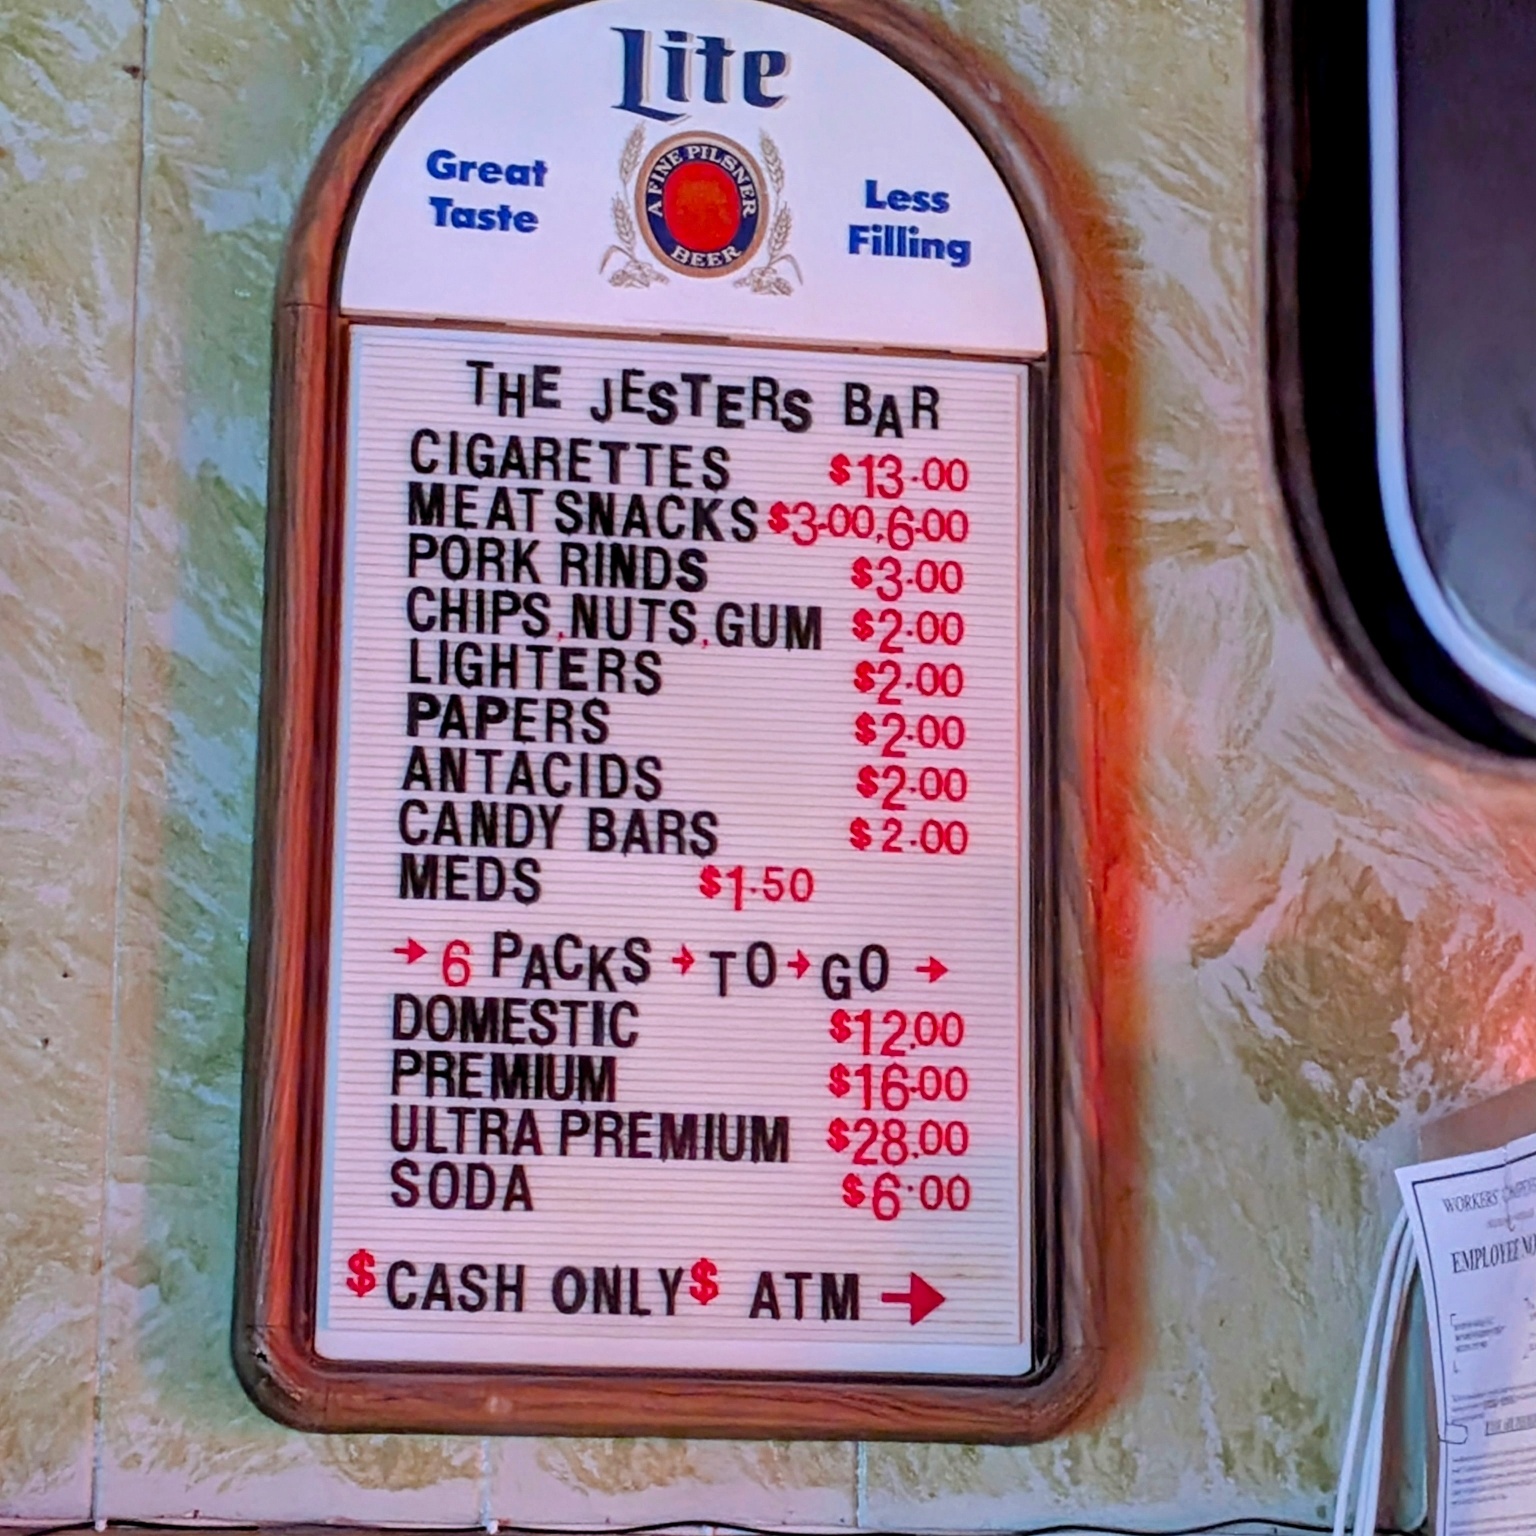 Lite
Great
Taste
A FINE PILSNER
BEER
Less
Filling
THE JESTERS BAR
CIGARETTES $13.00
MEAT SNACKS $3.00,6.00
PORK RINDS $3.00
CHIPS,NUTS,GUM $2.00
LIGHTERS $2.00
PAPERS $2.00
ANTACIDS $2.00
CANDY BARS $2.00
MEDS $1.50
→ 6 PACKS → TO → GO →
DOMESTIC $12.00
PREMIUM $16.00
ULTRA PREMIUM $28.00
SODA $6.00
$CASH ONLY$ ATM →
WORKERS'
EMPLOYEE